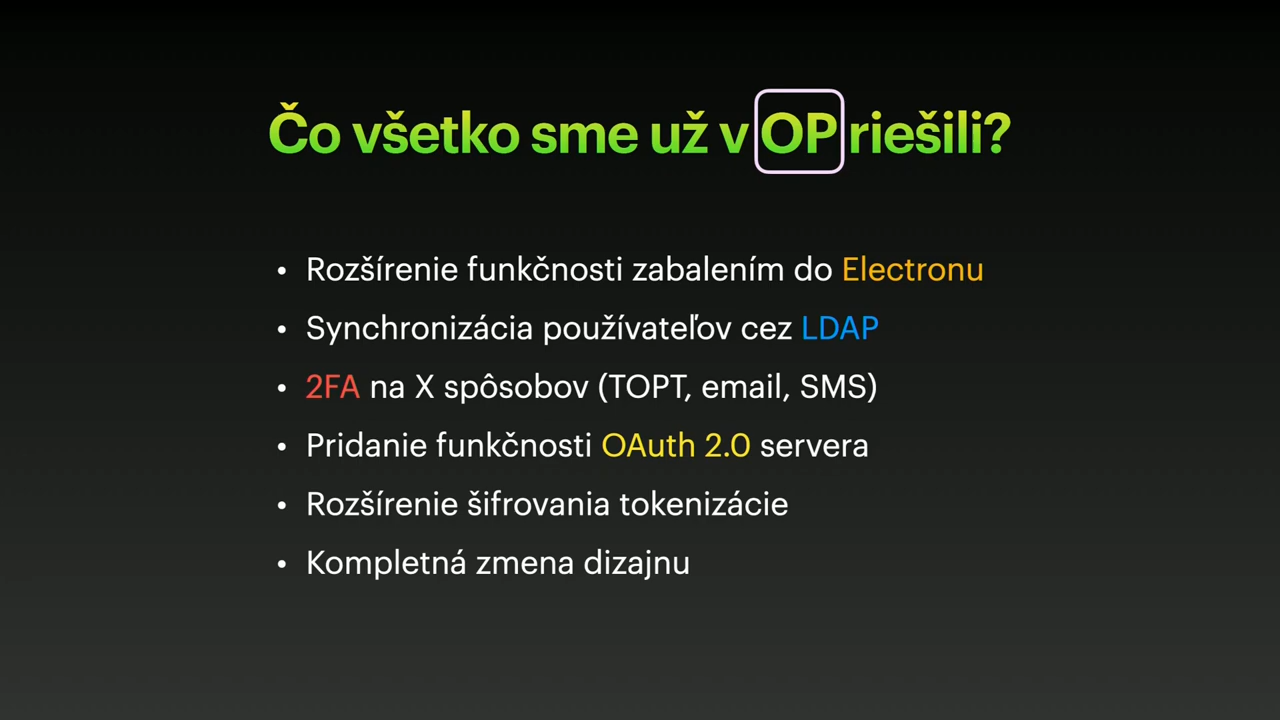 Čo všetko sme už v OP riešili?
• Rozšírenie funkčnosti zabalením do Electronu
• Synchronizácia používateľov cez LDAP
• 2FA na X spôsobov (TOPT, email, SMS)
• Pridanie funkčnosti OAuth 2.0 servera
• Rozšírenie šifrovania tokenizácie
• Kompletná zmena dizajnu